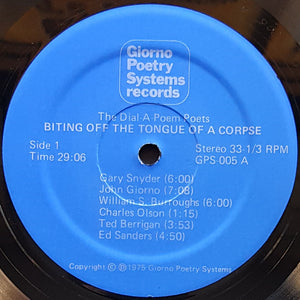 Giorno
Poetry
Systems
records
The Dial-A-Poem Poets
BITING OFF THE TONGUE OF A CORPSE
Side 1
Time 29:06
Stereo 33-1/3 RPM
GPS-005 A
Gary Snyder (6:00)
John Giorno (7:08)
William S. Burroughs (4:00)
Charles Olson (1:15)
Ted Berrigan (3:53)
Ed Sanders (4:50)
Copyright © ℗ 1975 Giorno Poetry Systems